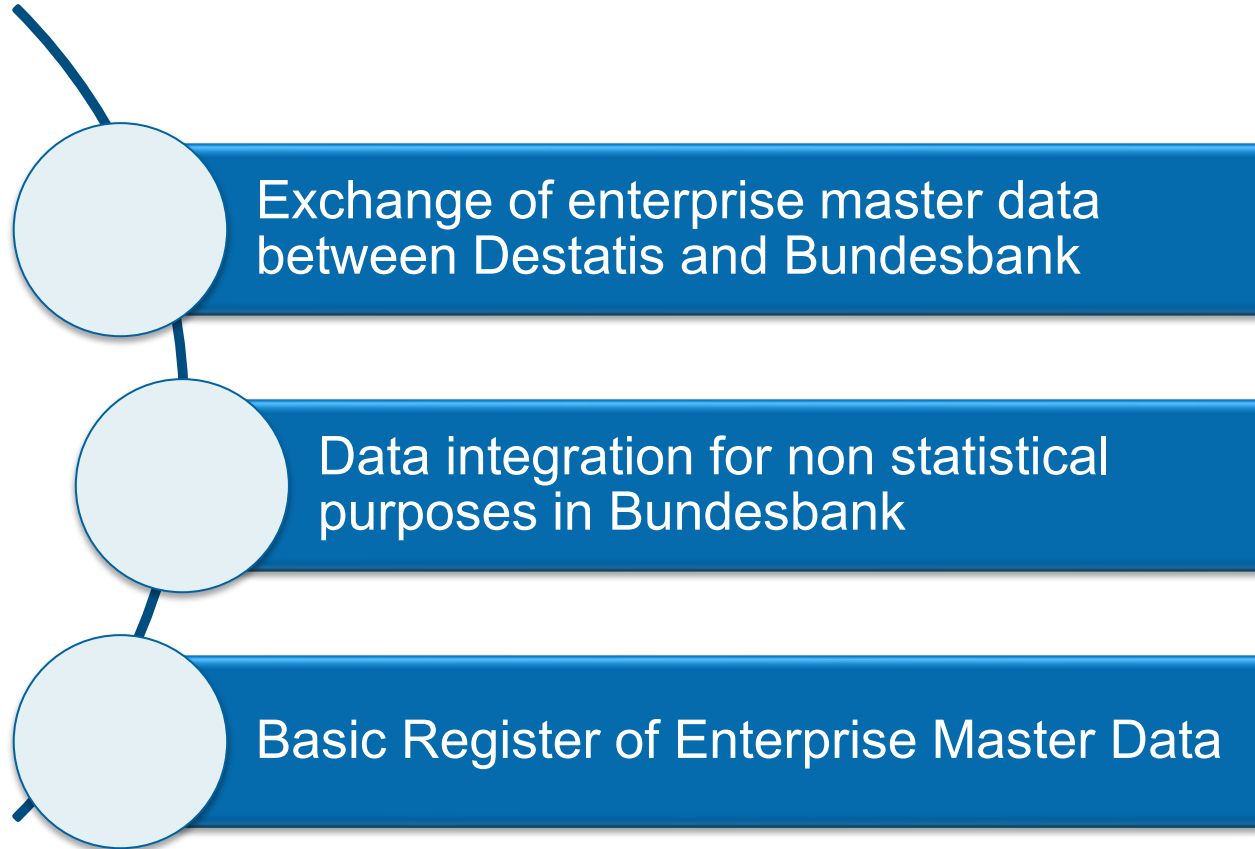 Exchange of enterprise master data
between Destatis and Bundesbank
Data integration for non statistical
purposes in Bundesbank
Basic Register of Enterprise Master Data